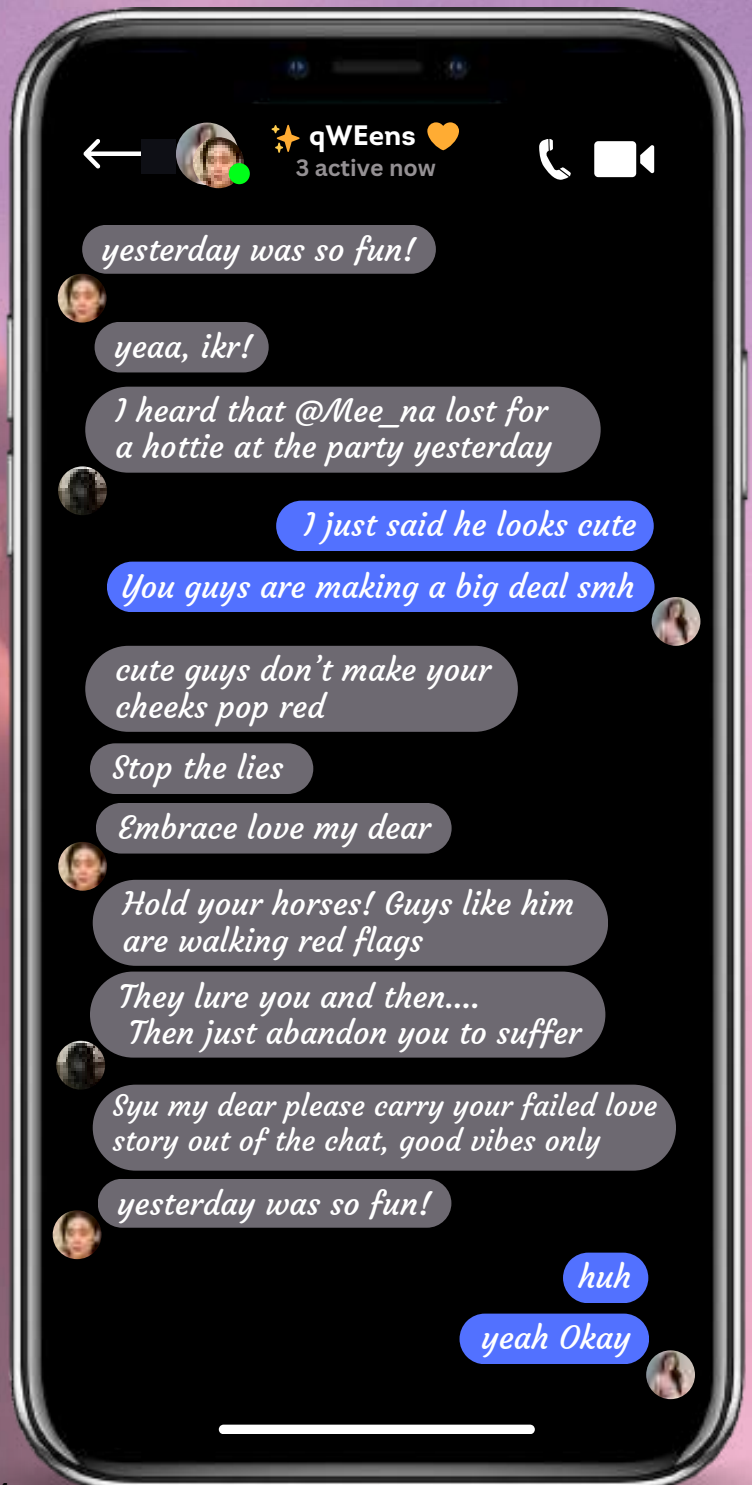 ✨ qWEens 🧡
3 active now
yesterday was so fun!
yeaa, ikr!
I heard that @Mee_na lost for
a hottie at the party yesterday
I just said he looks cute
You guys are making a big deal smh
cute guys don’t make your
cheeks pop red
Stop the lies
Embrace love my dear
Hold your horses! Guys like him
are walking red flags
They lure you and then....
Then just abandon you to suffer
Syu my dear please carry your failed love
story out of the chat, good vibes only
yesterday was so fun!
huh
yeah Okay